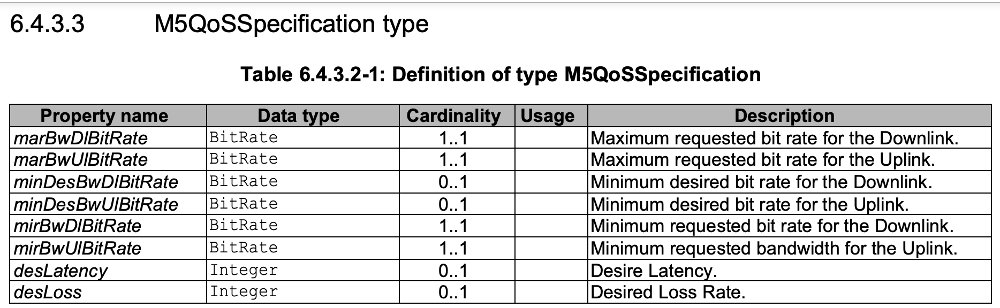 6.4.3.3 M5QoSSpecification type
Table 6.4.3.2-1: Definition of type M5QoSSpecification
Property name Data type Cardinality Usage Description
marBwDlBitRate BitRate 1..1 Maximum requested bit rate for the Downlink.
marBwUlBitRate BitRate 1..1 Maximum requested bit rate for the Uplink.
minDesBwDlBitRate BitRate 0..1 Minimum desired bit rate for the Downlink.
minDesBwUlBitRate BitRate 0..1 Minimum desired bit rate for the Uplink.
mirBwDlBitRate BitRate 1..1 Minimum requested bit rate for the Downlink.
mirBwUlBitRate BitRate 1..1 Minimum requested bandwidth for the Uplink.
desLatency Integer 0..1 Desire Latency.
desLoss Integer 0..1 Desired Loss Rate.